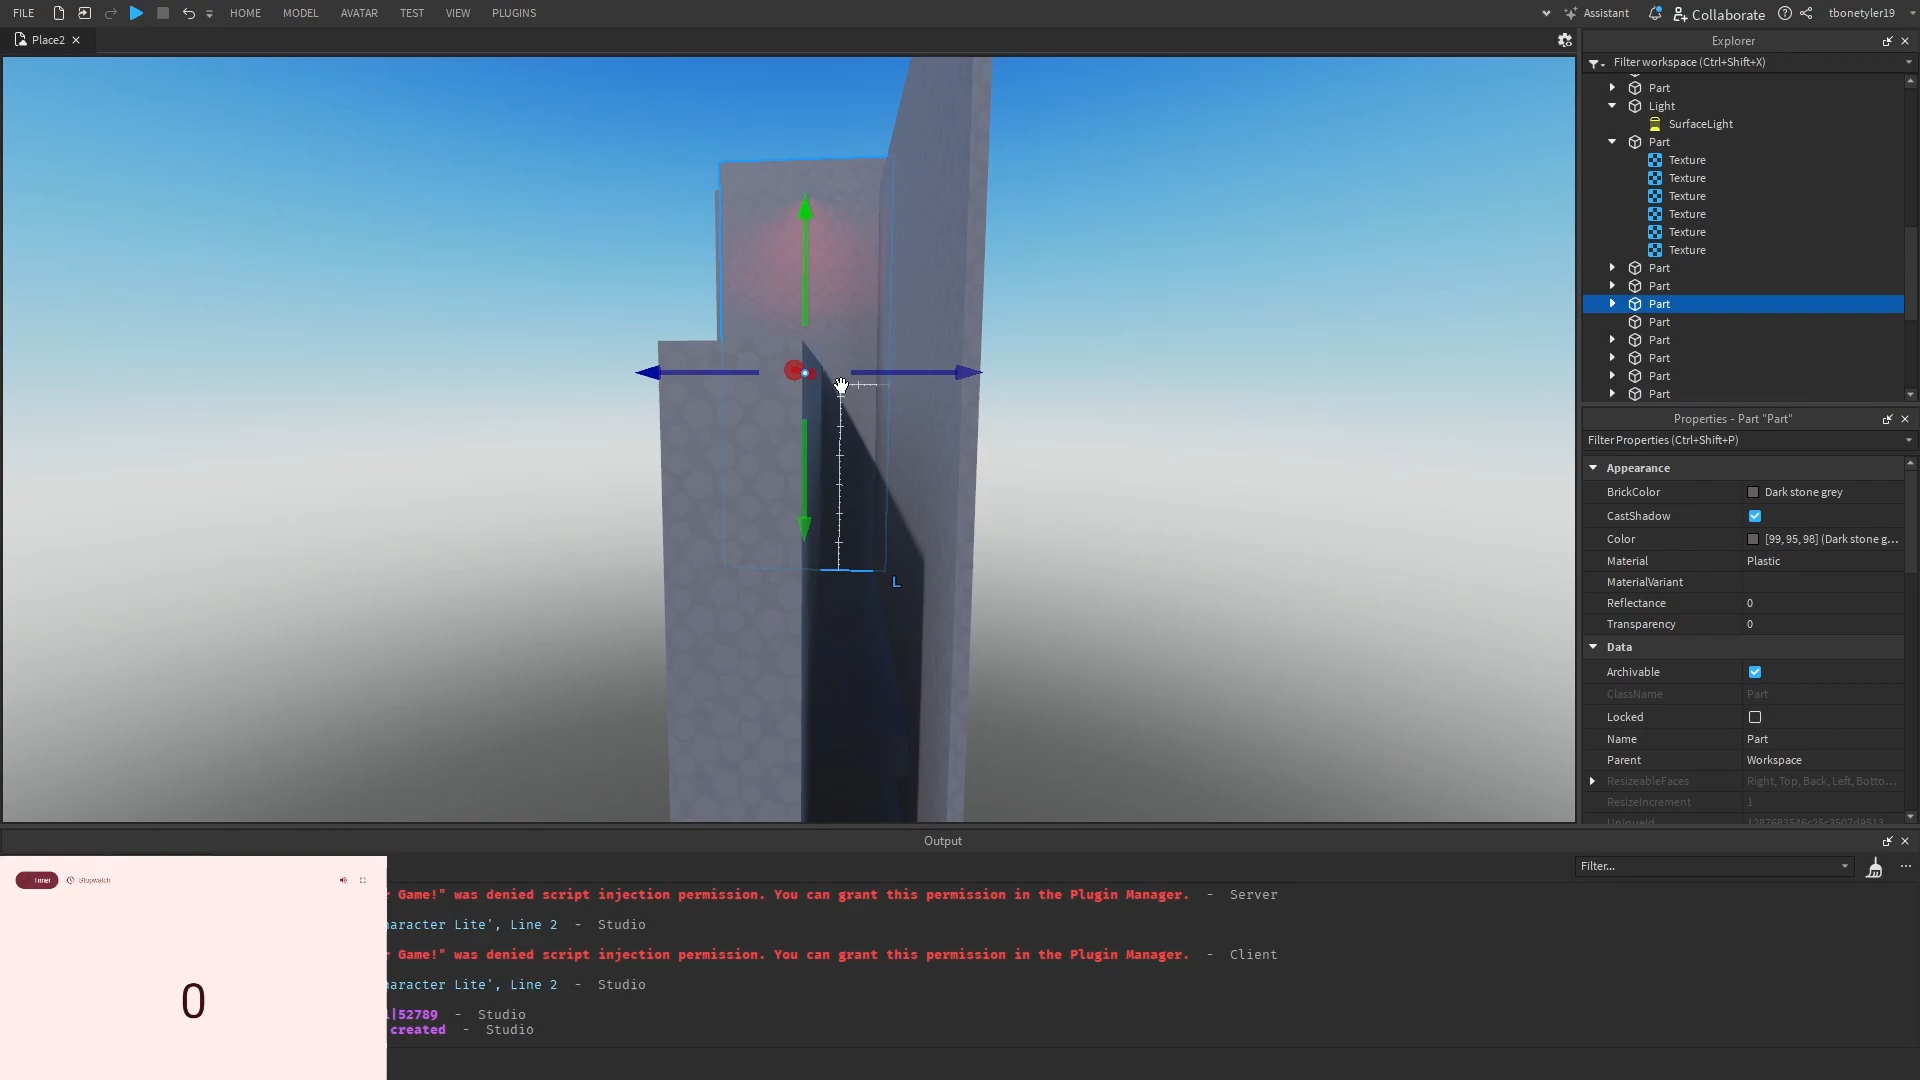 FILE HOME MODEL AVATAR TEST VIEW PLUGINS Assistant Collaborate tbonetyler19
Place2
Explorer
Filter workspace (Ctrl+Shift+X)
Part
Light
SurfaceLight
Part
Texture
Texture
Texture
Texture
Texture
Texture
Part
Part
Part
Part
Part
Part
Part
Part
L
Properties - Part "Part"
Filter Properties (Ctrl+Shift+P)
Appearance
BrickColor Dark stone grey
CastShadow
Color [99, 95, 98] (Dark stone g...
Material Plastic
MaterialVariant
Reflectance 0
Transparency 0
Data
Archivable
ClassName Part
Locked
Name Part
Parent Workspace
ResizeableFaces Right, Top, Back, Left, Botto...
ResizeIncrement 1
Output
Filter...
Timer Stopwatch
0
Game!" was denied script injection permission. You can grant this permission in the Plugin Manager. - Server
aracter Lite', Line 2 - Studio
Game!" was denied script injection permission. You can grant this permission in the Plugin Manager. - Client
aracter Lite', Line 2 - Studio
|52789 - Studio
created - Studio